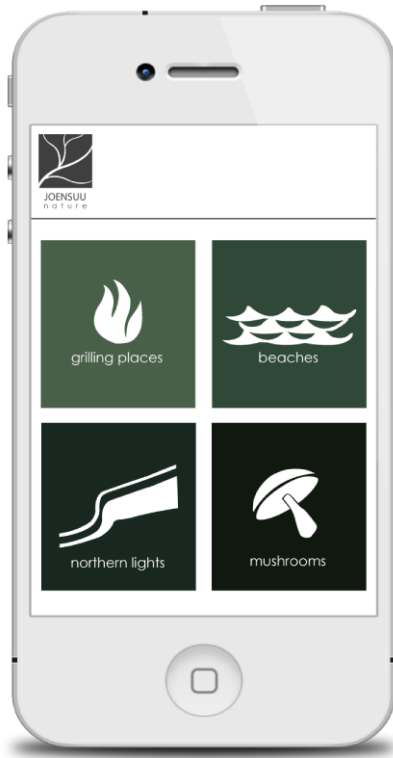 JOENSUU
nature
grilling places
beaches
northern lights
mushrooms